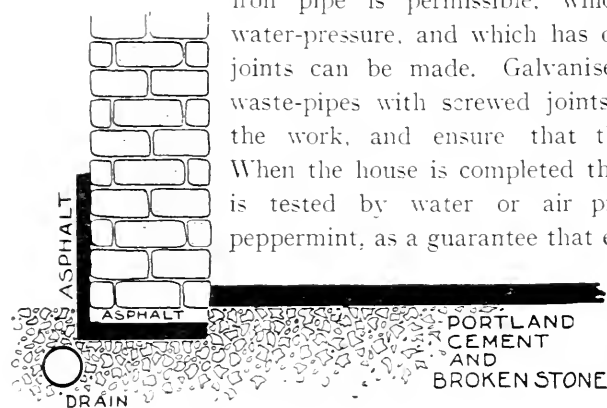 iron pipe is permissible,
water-pressure, and which has
joints can be made. Galvanise
waste-pipes with screwed joints
the work, and ensure that
When the house is completed
is tested by water or air
peppermint, as a guarantee that
ASPHALT
ASPHALT
PORTLAND
CEMENT
AND
BROKEN STONE
DRAIN